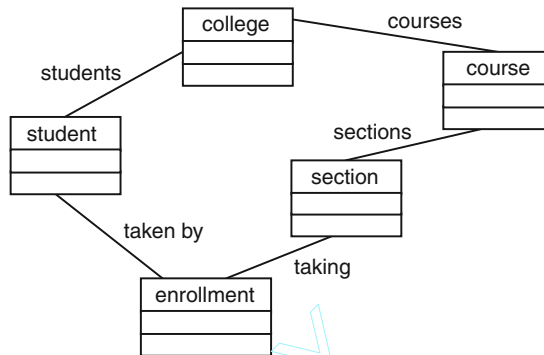 college
courses
students
course
student
sections
section
taken by
taking
enrollment